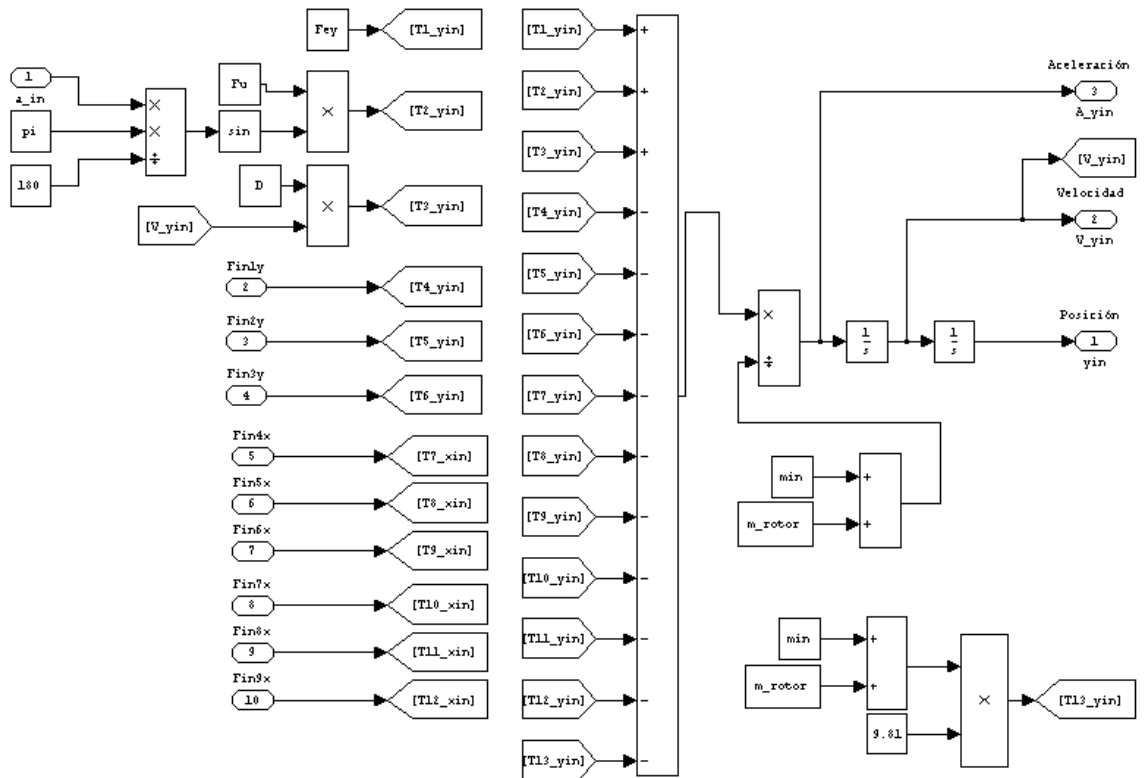 Fey
[T1_yin]
1
a_in
pi
180
×
×
÷
sin
Fu
×
[T2_yin]
D
[V_yin]
×
[T3_yin]
Fin1y
2
[T4_yin]
Fin2y
3
[T5_yin]
Fin3y
4
[T6_yin]
Fin4x
5
[T7_xin]
Fin5x
6
[T8_xin]
Fin6x
7
[T9_xin]
Fin7x
8
[T10_xin]
Fin8x
9
[T11_xin]
Fin9x
10
[T12_xin]
[T1_yin]
+
[T2_yin]
+
[T3_yin]
+
[T4_yin]
-
[T5_yin]
-
[T6_yin]
-
[T7_yin]
-
[T8_yin]
-
[T9_yin]
-
[T10_yin]
-
[T11_yin]
-
[T12_yin]
-
[T13_yin]
-
×
÷
1
s
1
s
Aceleración
3
A_yin
[V_yin]
Velocidad
2
V_yin
Posición
1
yin
min
+
m_rotor
+
min
+
m_rotor
+
9.81
×
[T13_yin]